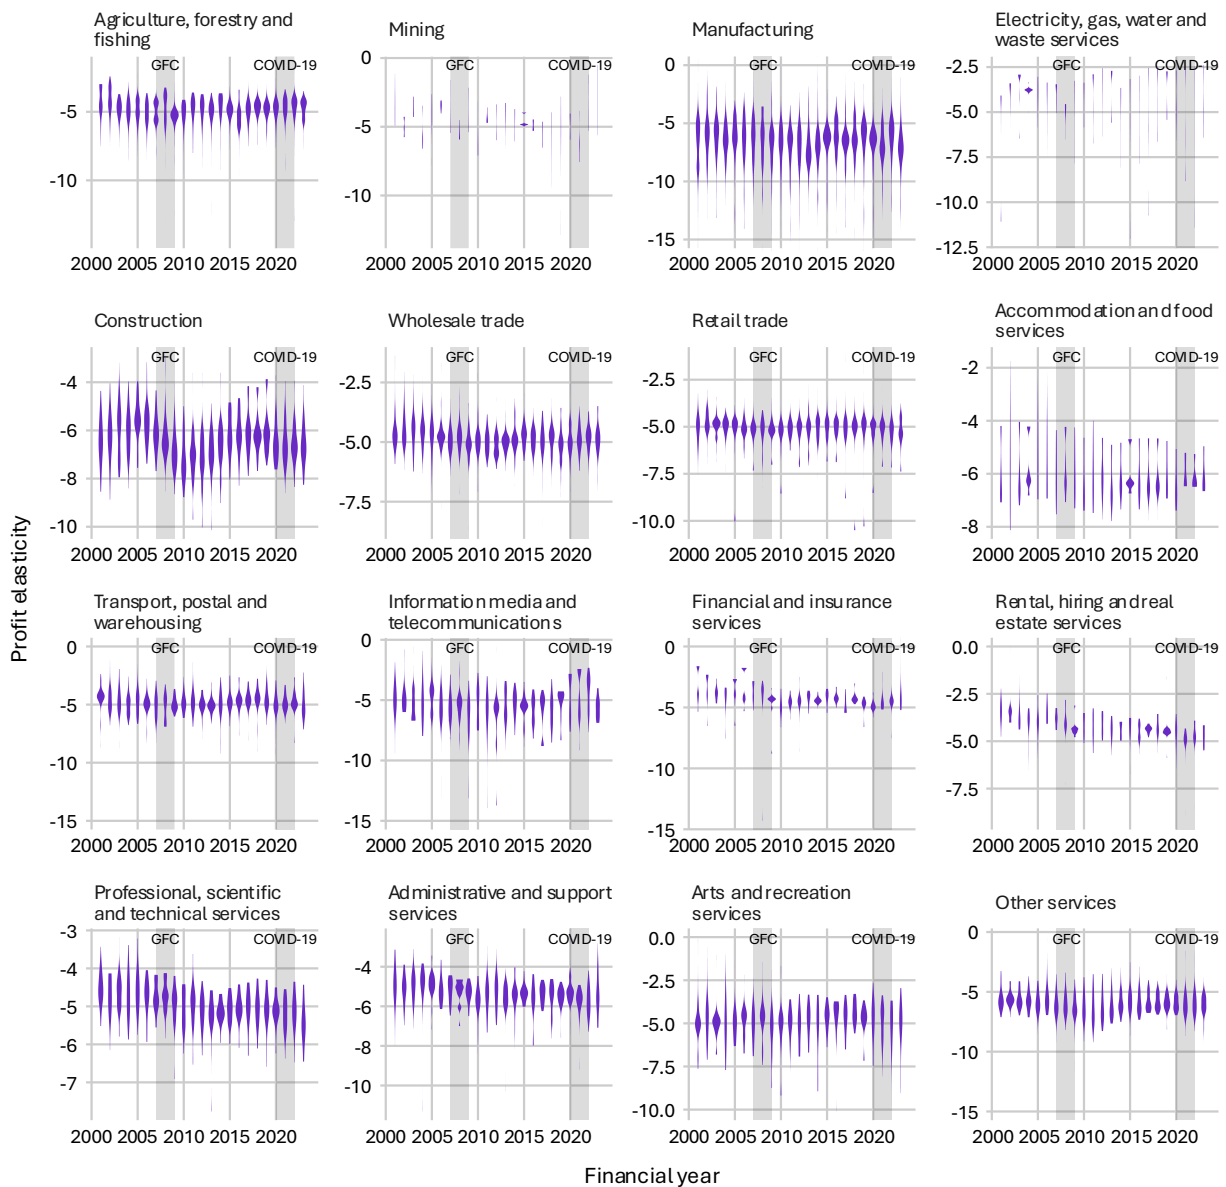 Agriculture, forestry and
fishing
Mining
Manufacturing
Electricity, gas, water and
waste services
GFC
COVID-19
-5
-10
2000 2005 2010 2015 2020
GFC
COVID-19
0
-5
-10
2000 2005 2010 2015 2020
GFC
COVID-19
0
-5
-10
-15
2000 2005 2010 2015 2020
GFC
COVID-19
-2.5
-5.0
-7.5
-10.0
-12.5
2000 2005 2010 2015 2020
Construction
Wholesale trade
Retail trade
Accommodation and food
services
GFC
COVID-19
-4
-6
-8
-10
2000 2005 2010 2015 2020
GFC
COVID-19
-2.5
-5.0
-7.5
2000 2005 2010 2015 2020
GFC
COVID-19
-2.5
-5.0
-7.5
-10.0
2000 2005 2010 2015 2020
GFC
COVID-19
-2
-4
-6
-8
2000 2005 2010 2015 2020
Profit elasticity
Transport, postal and
warehousing
Information media and
telecommunications
Financial and insurance
services
Rental, hiring and real
estate services
GFC
COVID-19
0
-5
-10
-15
2000 2005 2010 2015 2020
GFC
COVID-19
0
-5
-10
-15
2000 2005 2010 2015 2020
GFC
COVID-19
0
-5
-10
-15
2000 2005 2010 2015 2020
GFC
COVID-19
0.0
-2.5
-5.0
-7.5
2000 2005 2010 2015 2020
Professional, scientific
and technical services
Administrative and support
services
Arts and recreation
services
Other services
GFC
COVID-19
-3
-4
-5
-6
-7
2000 2005 2010 2015 2020
GFC
COVID-19
-4
-6
-8
-10
2000 2005 2010 2015 2020
GFC
COVID-19
0.0
-2.5
-5.0
-7.5
-10.0
2000 2005 2010 2015 2020
GFC
COVID-19
0
-5
-10
-15
2000 2005 2010 2015 2020
Financial year